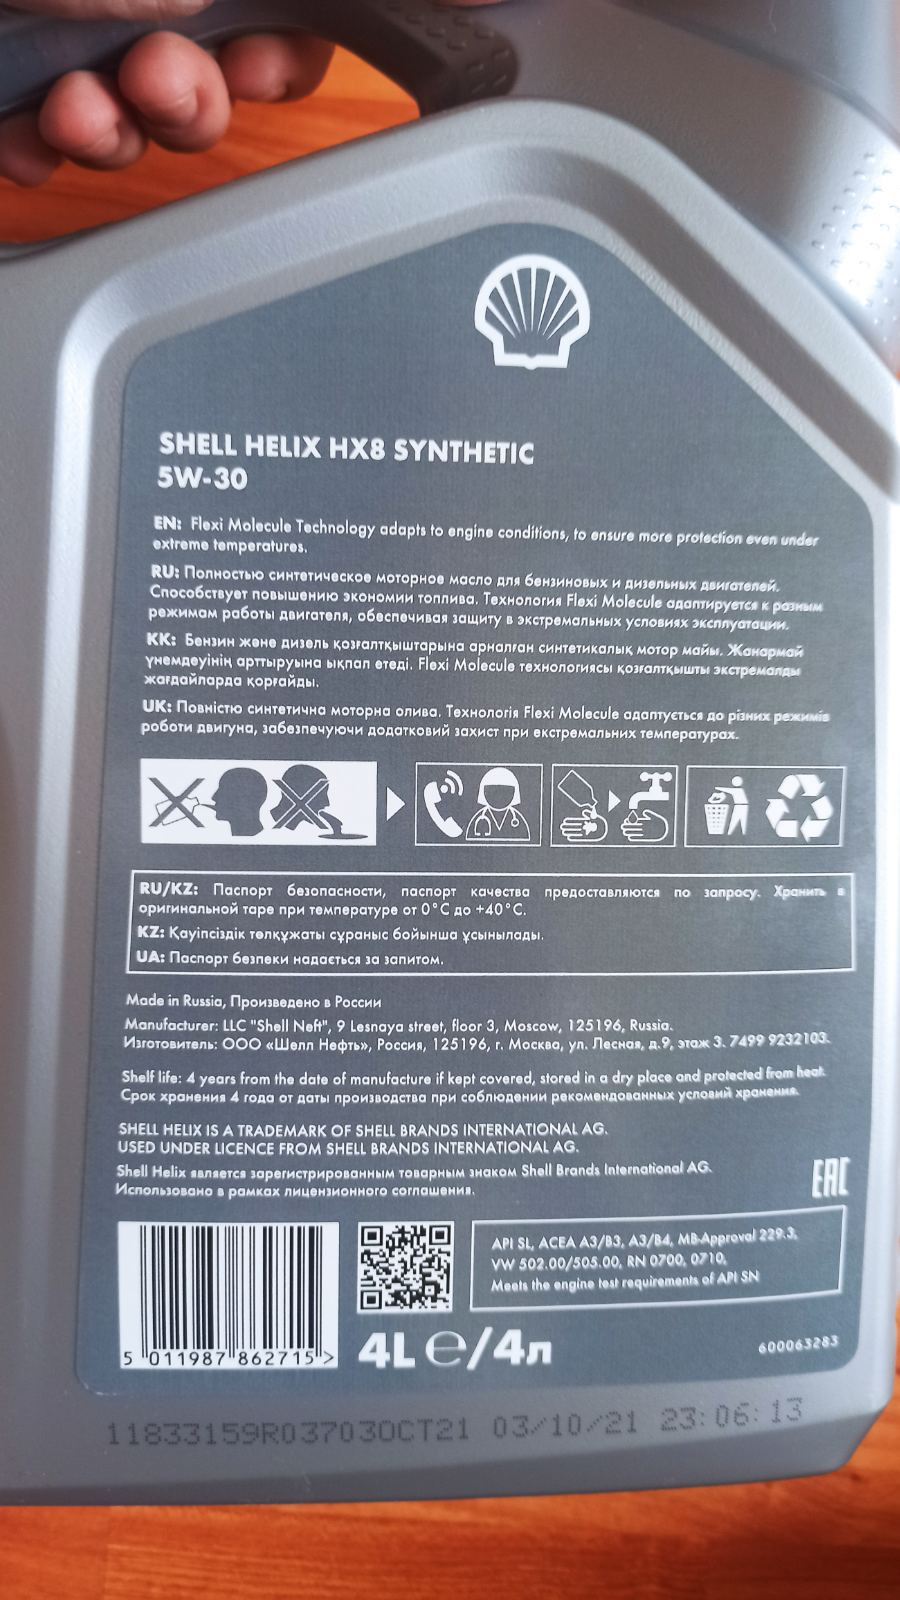 SHELL HELIX HX8 SYNTHETIC
5W-30
EN: Flexi Molecule Technology adapts to engine conditions, to ensure more protection even under
extreme temperatures.
RU: Полностью синтетическое моторное масло для бензиновых и дизельных двигателей.
Способствует повышению экономии топлива. Технология Flexi Molecule адаптируется к разным
режимам работы двигателя, обеспечивая защиту в экстремальных условиях эксплуатации.
KK: Бензин және дизель қозғалтқыштарына арналған синтетикалық мотор майы. Жанармай
үнемдеуінің арттыруына ықпал етеді. Flexi Molecule технологиясы қозғалтқышты экстремалды
жағдайларда қорғайды.
UK: Повністю синтетична моторна олива. Технологія Flexi Molecule адаптується до різних режимів
роботи двигуна, забезпечуючи додатковий захист при екстремальних температурах.
RU/KZ: Паспорт безопасности, паспорт качества предоставляются по запросу. Хранить в
оригинальной таре при температуре от 0°C до +40°C.
KZ: Қауіпсіздік төлқұжаты сұраныс бойынша ұсынылады.
UA: Паспорт безпеки надається за запитом.
Made in Russia, Произведено в России
Manufacturer: LLC "Shell Neft", 9 Lesnaya street, floor 3, Moscow, 125196, Russia.
Изготовитель: ООО «Шелл Нефть», Россия, 125196, г. Москва, ул. Лесная, д.9, этаж 3. 7499 9232103.
Shelf life: 4 years from the date of manufacture if kept covered, stored in a dry place and protected from heat.
Срок хранения 4 года от даты производства при соблюдении рекомендованных условий хранения.
SHELL HELIX IS A TRADEMARK OF SHELL BRANDS INTERNATIONAL AG.
USED UNDER LICENCE FROM SHELL BRANDS INTERNATIONAL AG.
Shell Helix является зарегистрированным товарным знаком Shell Brands International AG.
Использовано в рамках лицензионного соглашения.
EAC
API SL, ACEA A3/B3, A3/B4, MB-Approval 229.3,
VW 502.00/505.00, RN 0700, 0710,
Meets the engine test requirements of API SN
5 011987 862715 >
4L ℮/4л
600063283
11833159R03703OCT21 03/10/21 23:06:13